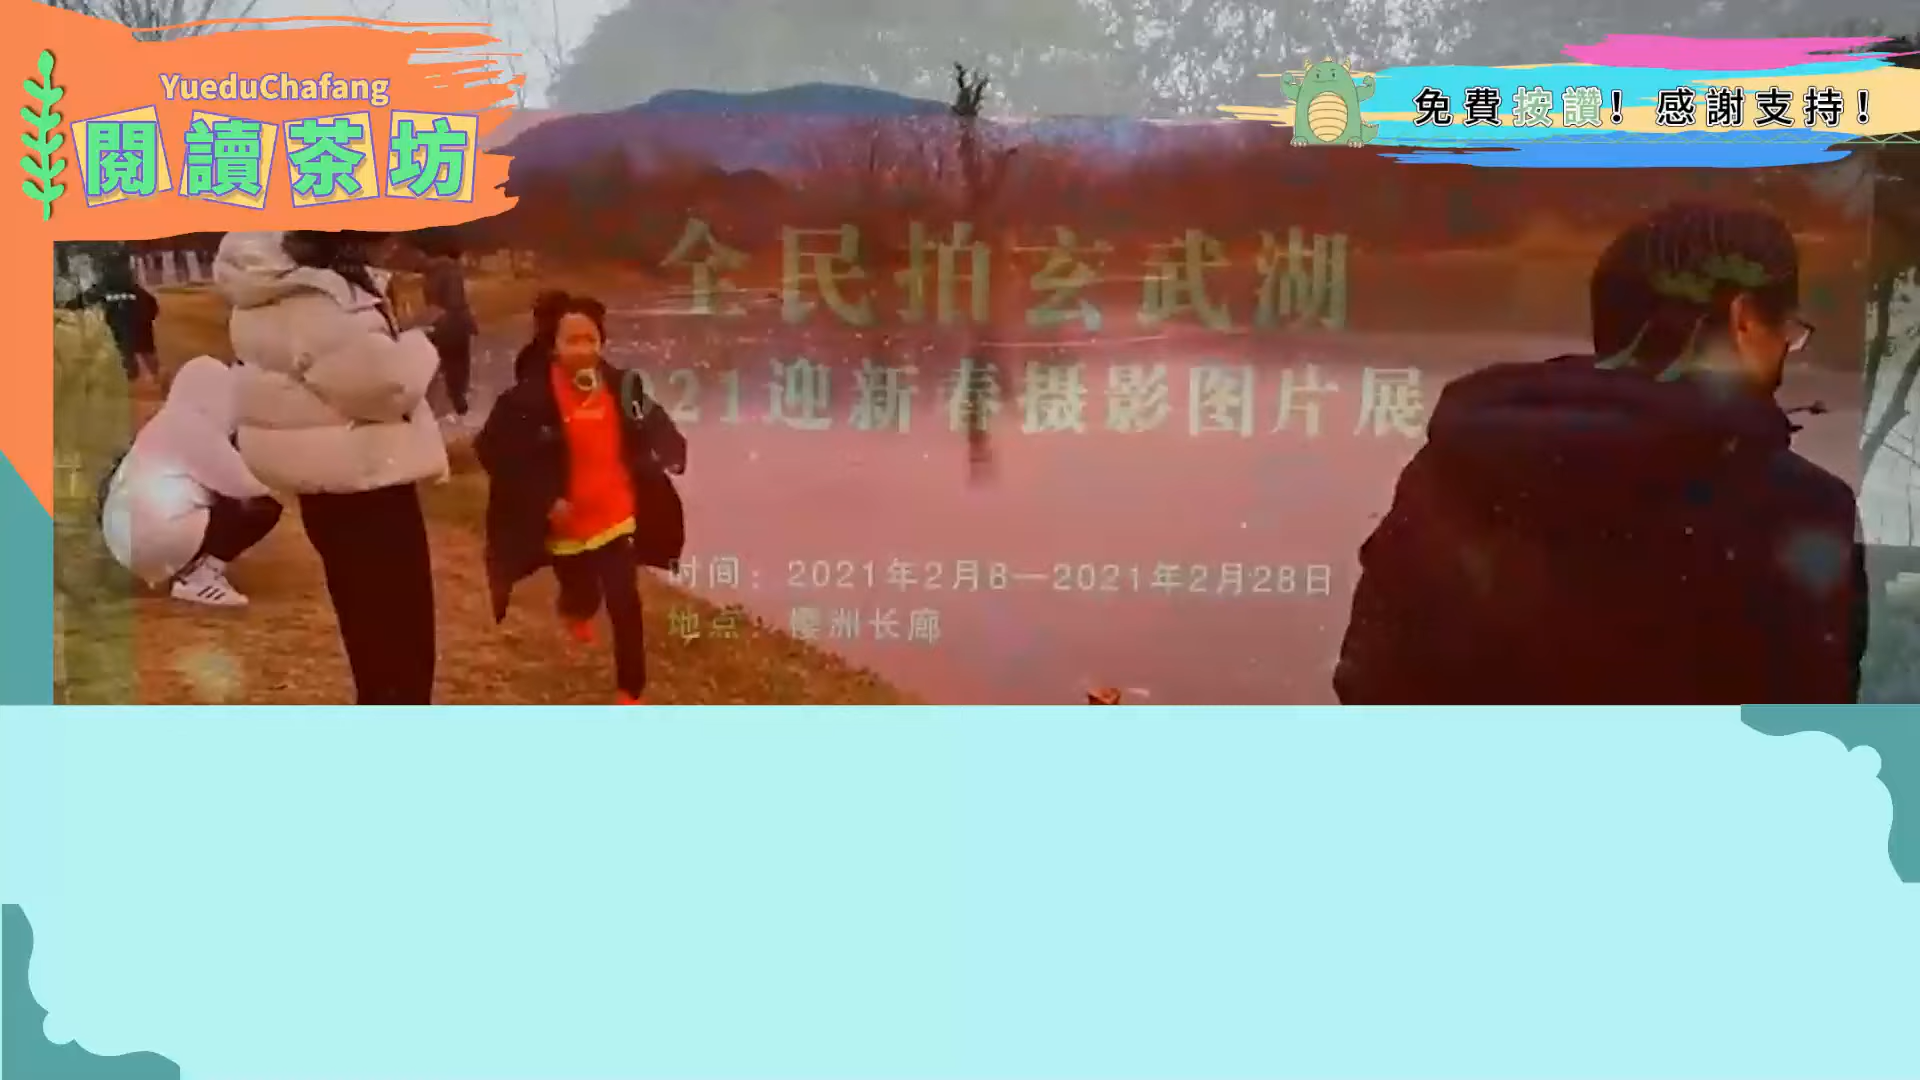 YueduChafang
閱讀茶坊
免費按讚！感謝支持！
全民拍玄武湖
2021迎新春摄影图片展
时间：2021年2月8—2021年2月28日
地点：樱洲长廊